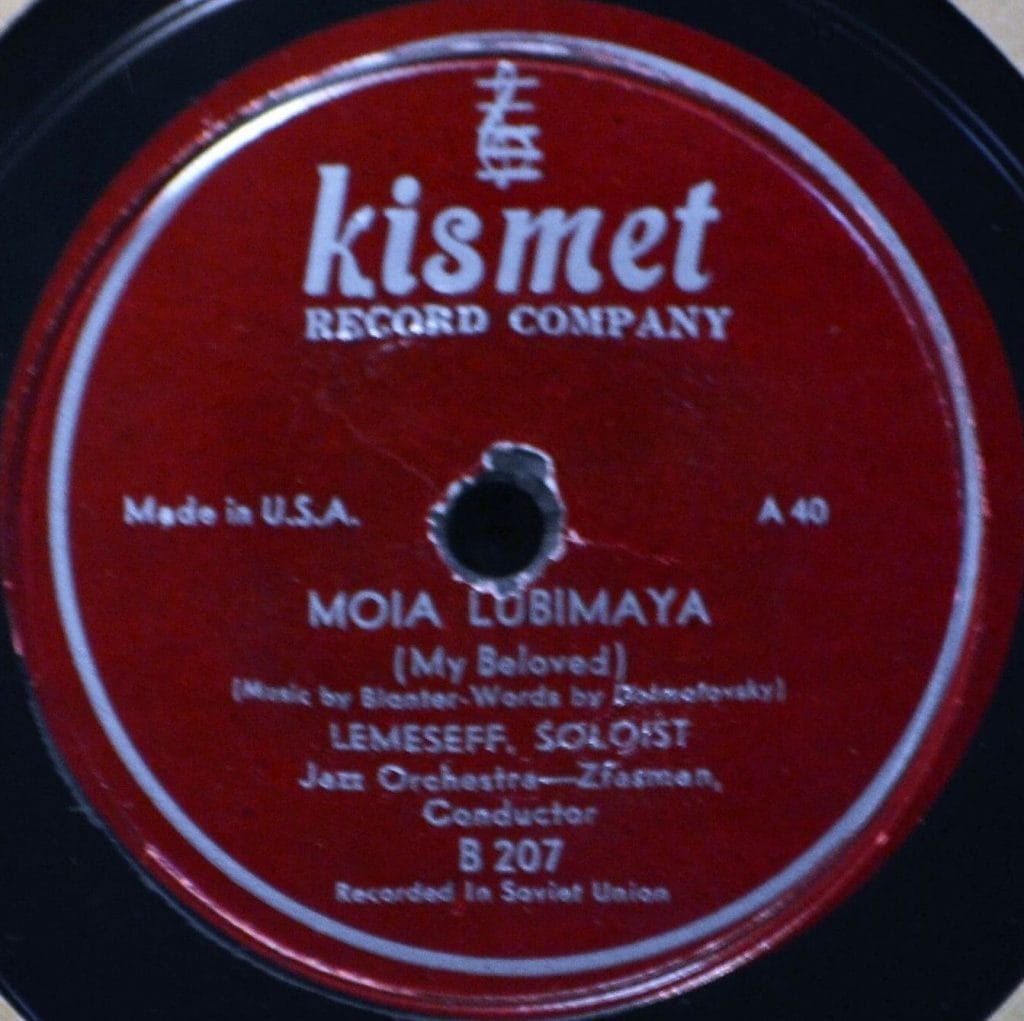 kismet
RECORD COMPANY
Made in U.S.A.
A 40
MOIA LUBIMAYA
(My Beloved)
(Music by Blanter-Words by Dolmatovsky)
LEMESEFF, SOLOIST
Jazz Orchestra—Zfasman,
Conductor
B 207
Recorded In Soviet Union